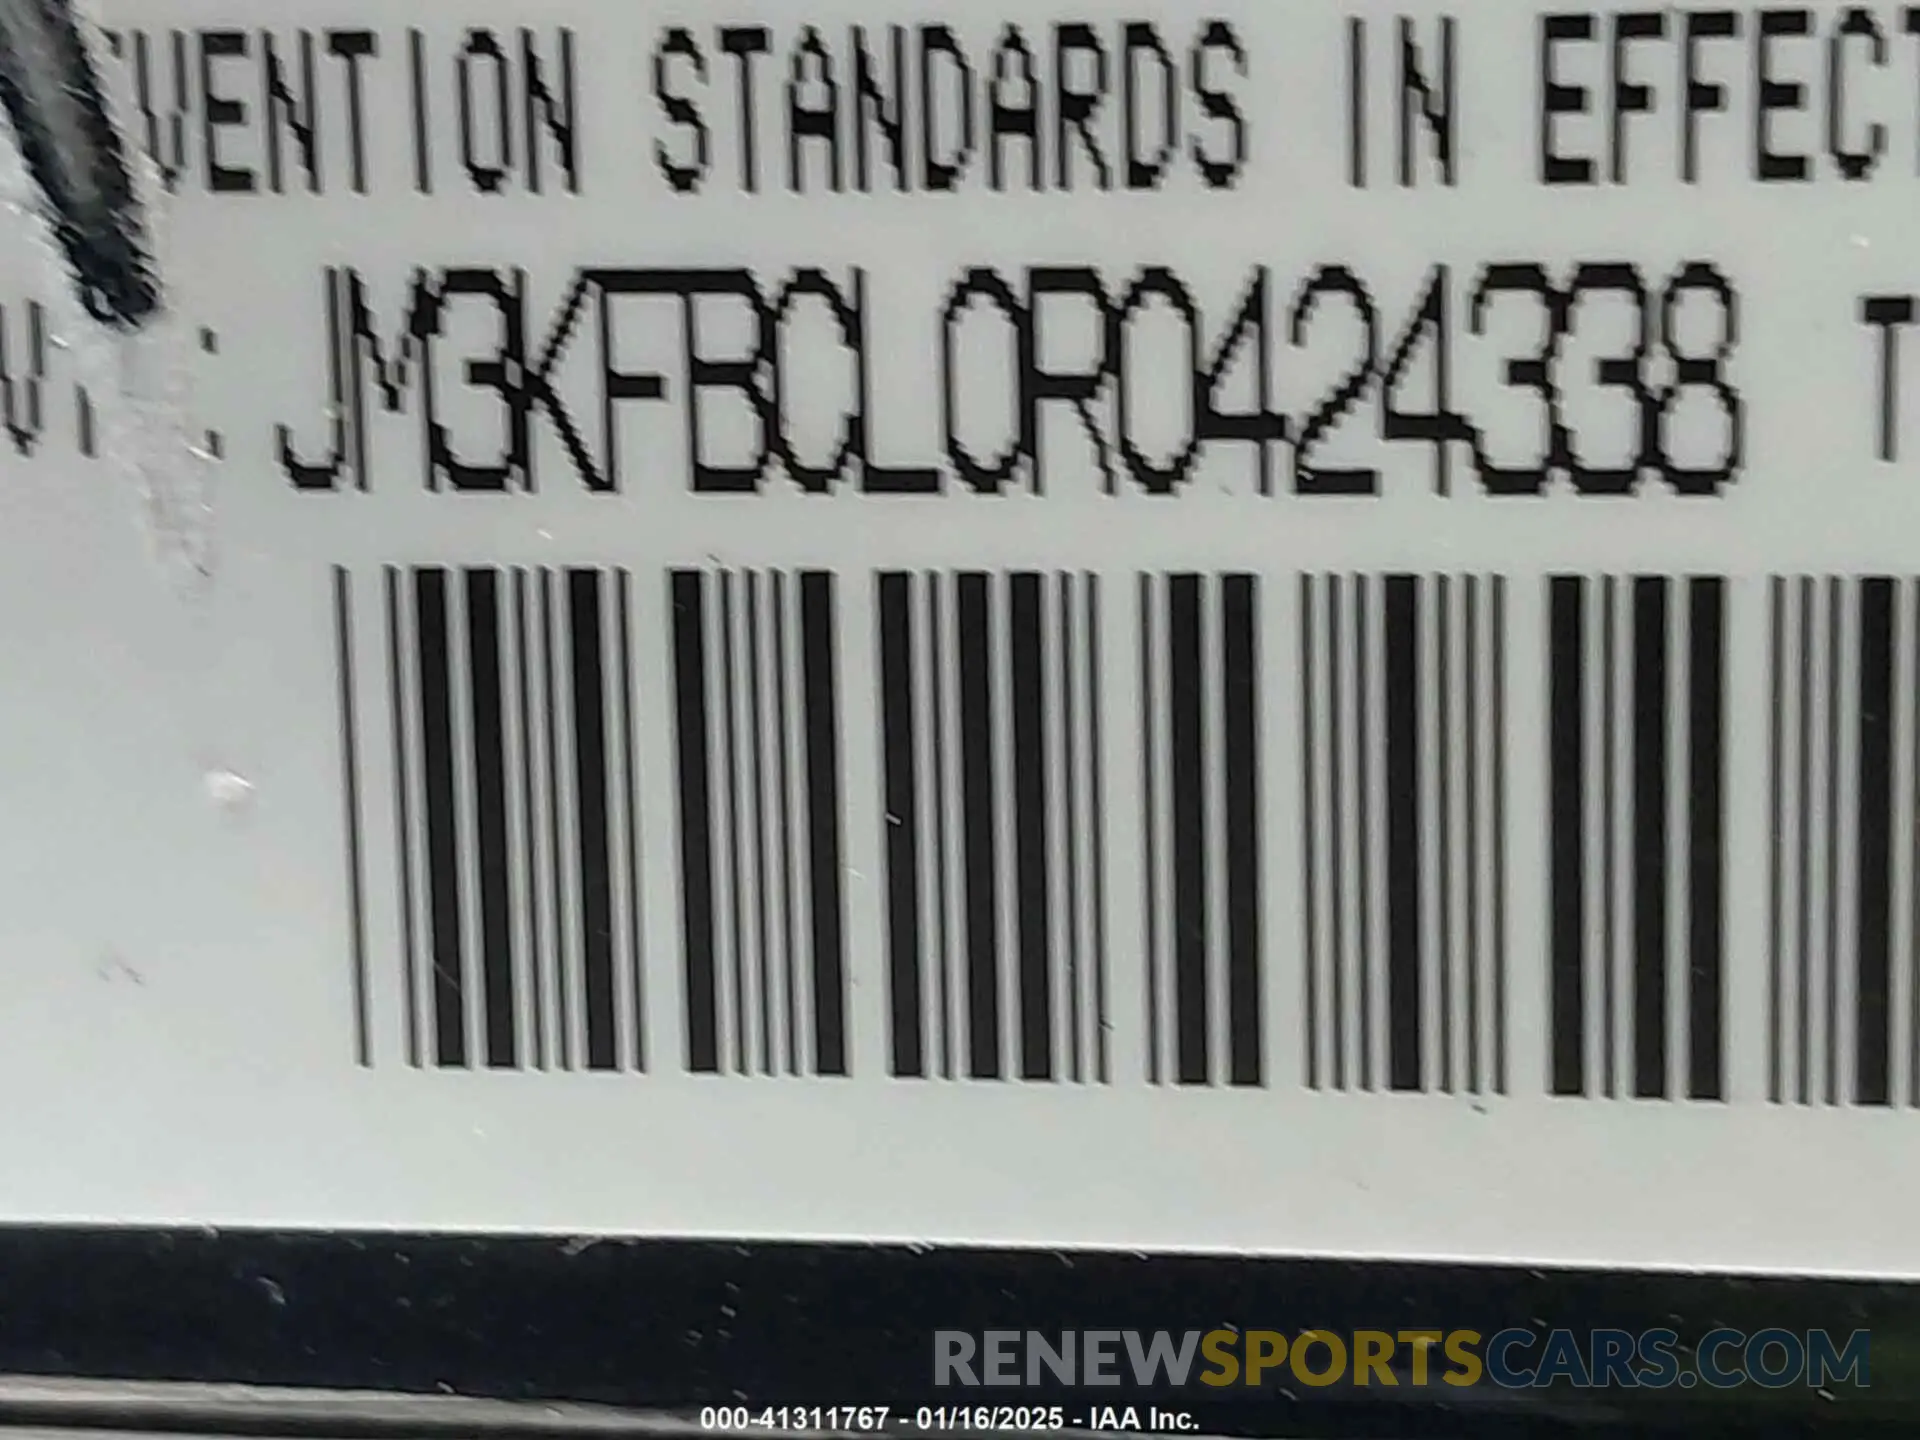 VENTION STANDARDS IN EFFECT
: JM3KFBCL0R0424338 T
RENEWSPORTSCARS.COM
000-41311767 - 01/16/2025 - IAA Inc.